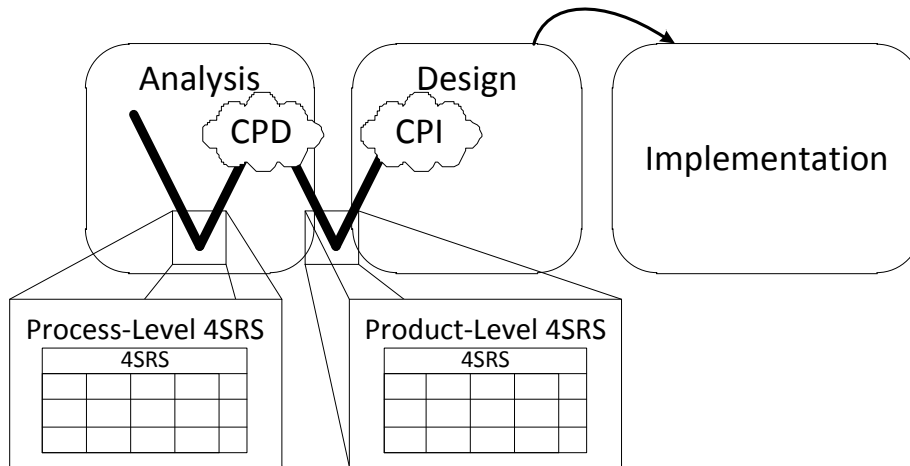 Analysis
CPD
Design
CPI
Implementation
Process-Level 4SRS
4SRS
Product-Level 4SRS
4SRS